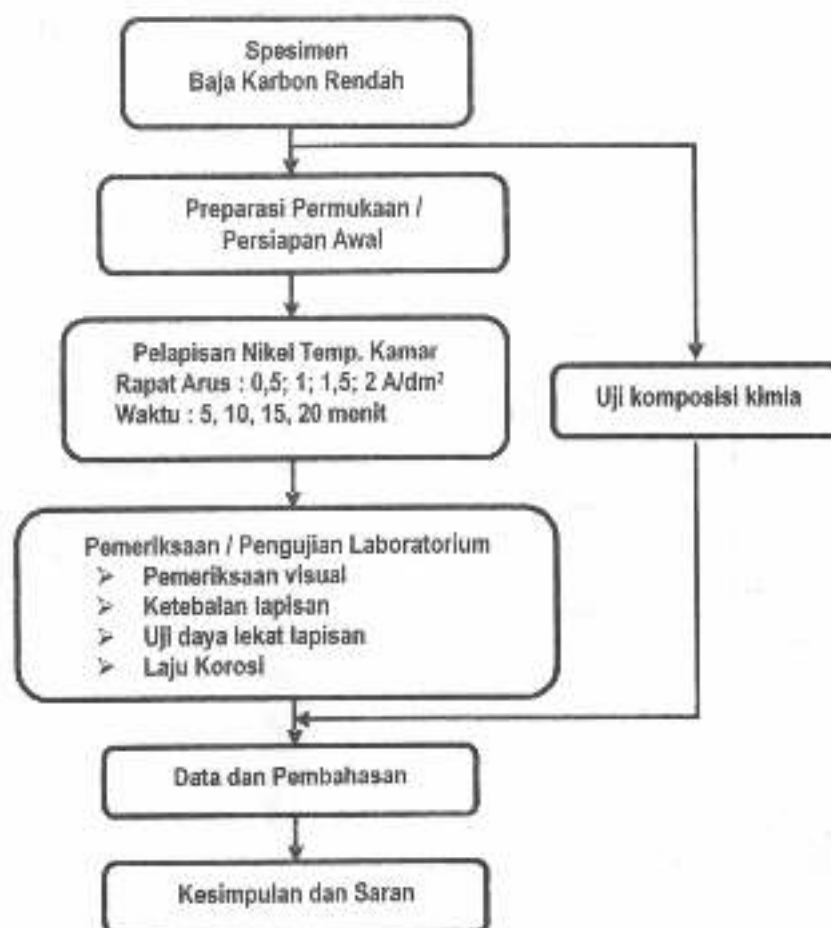 Spesimen
Baja Karbon Rendah
Preparasi Permukaan /
Persiapan Awal
Pelapisan Nikel Temp. Kamar
Rapat Arus : 0,5; 1; 1,5; 2 A/dm²
Waktu : 5, 10, 15, 20 menit
Uji komposisi kimia
Pemeriksaan / Pengujian Laboratorium
➢ Pemeriksaan visual
➢ Ketebalan lapisan
➢ Uji daya lekat lapisan
➢ Laju Korosi
Data dan Pembahasan
Kesimpulan dan Saran